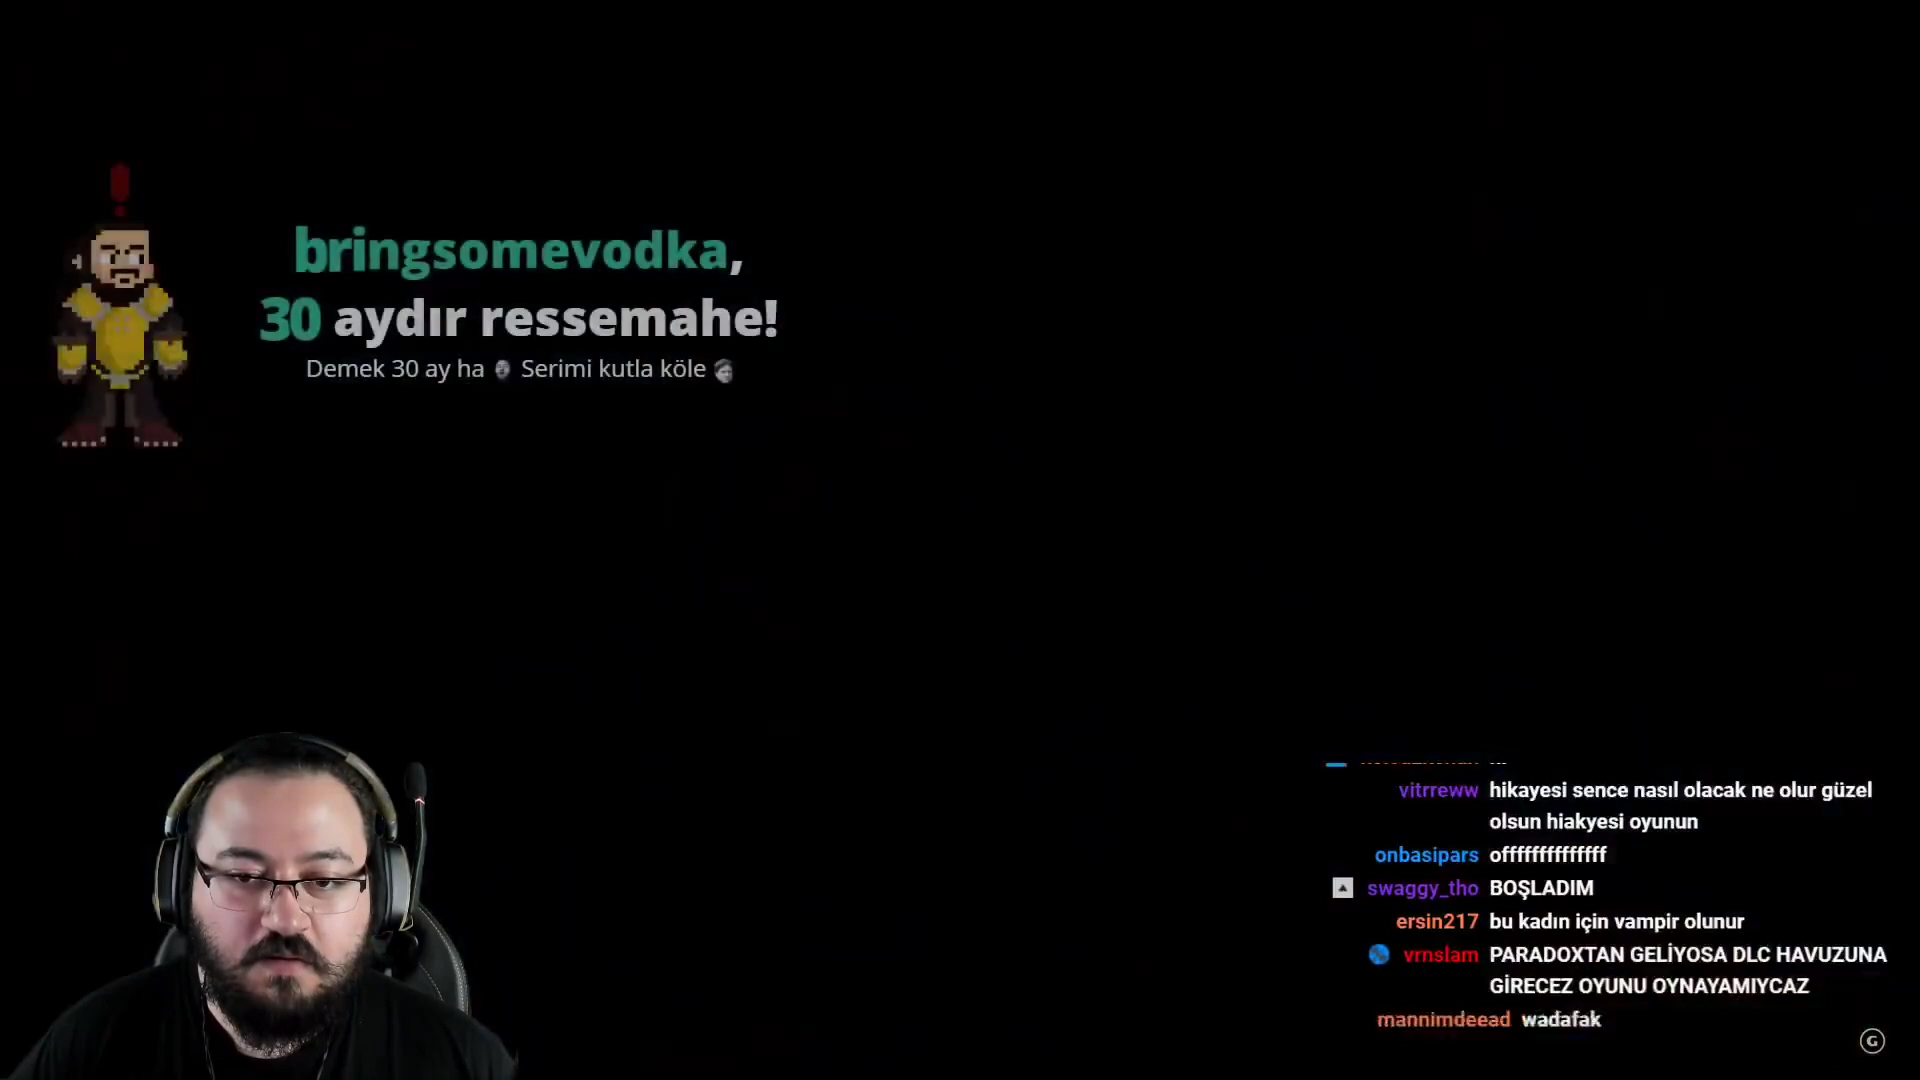 bringsomevodka,
30 aydır ressemahe!
Demek 30 ay ha Serimi kutla köle
vitrreww hikayesi sence nasıl olacak ne olur güzel
olsun hiakyesi oyunun
onbasipars offfffffffffffff
swaggy_tho BOŞLADIM
ersin217 bu kadın için vampir olunur
vrnslam PARADOXTAN GELİYOSA DLC HAVUZUNA
GİRECEZ OYUNU OYNAYAMIYCAZ
mannimdeead wadafak
G